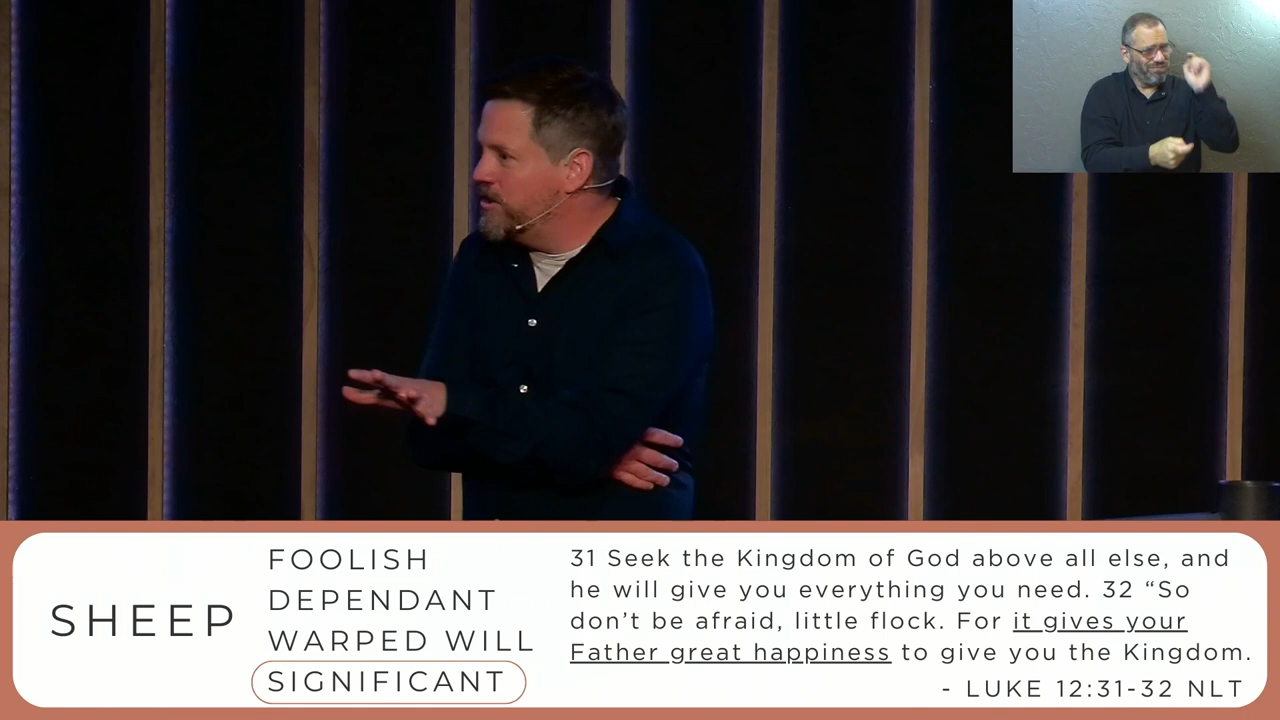 SHEEP
FOOLISH
DEPENDANT
WARPED WILL
SIGNIFICANT
31 Seek the Kingdom of God above all else, and
he will give you everything you need. 32 “So
don’t be afraid, little flock. For it gives your
Father great happiness to give you the Kingdom.
- LUKE 12:31-32 NLT